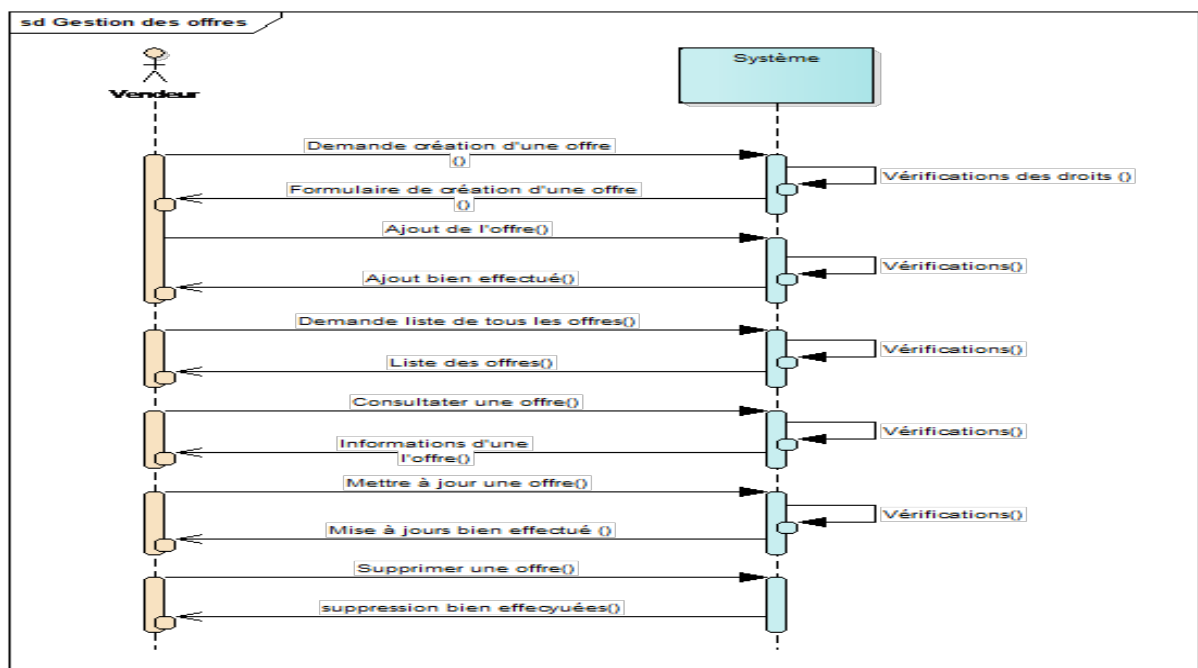 sd Gestion des offres
Vendeur
Système
Demande création d'une offre
()
Vérifications des droits ()
Formulaire de création d'une offre
()
Ajout de l'offre()
Vérifications()
Ajout bien effectué()
Demande liste de tous les offres()
Vérifications()
Liste des offres()
Consultater une offre()
Vérifications()
Informations d'une
l'offre()
Mettre à jour une offre()
Vérifications()
Mise à jours bien effectué ()
Supprimer une offre()
suppression bien effecyuées()